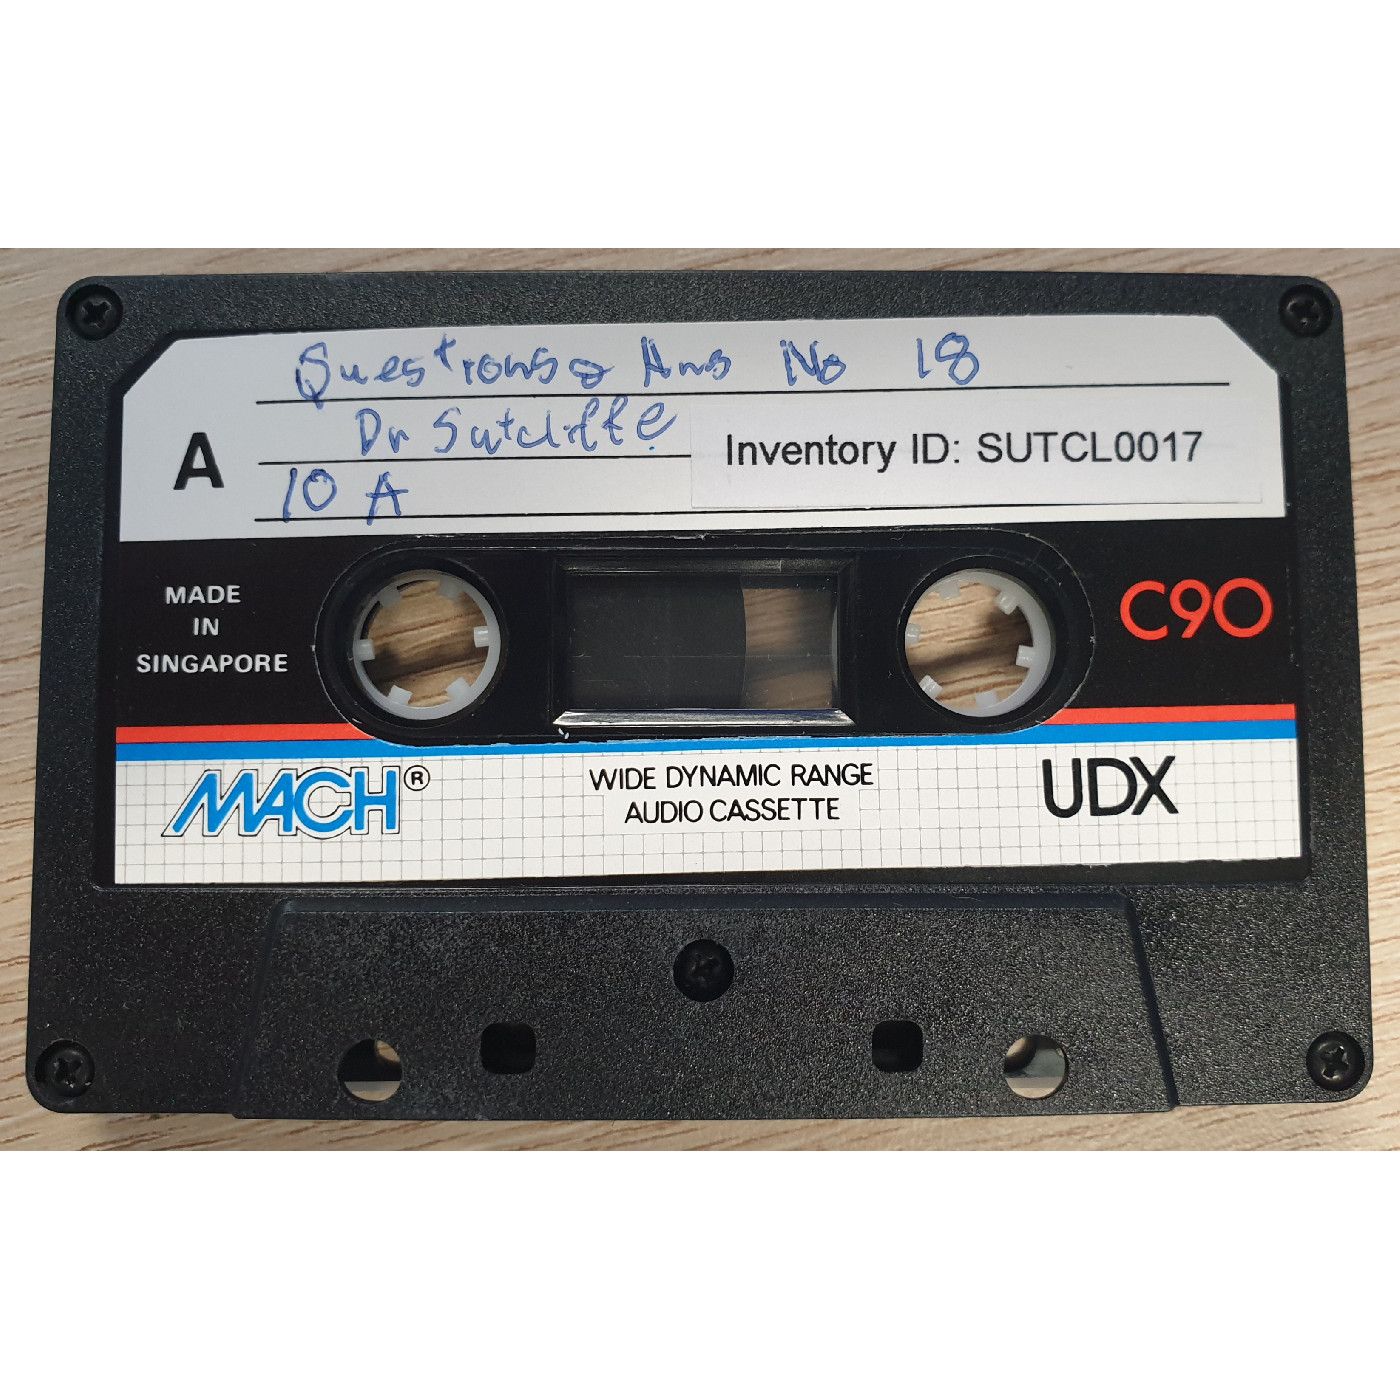 Questions & Ans No 18
Dr Sutcliffe
Inventory ID: SUTCL0017
A
10 A
MADE
IN
SINGAPORE
C90
MACH®
WIDE DYNAMIC RANGE
AUDIO CASSETTE
UDX